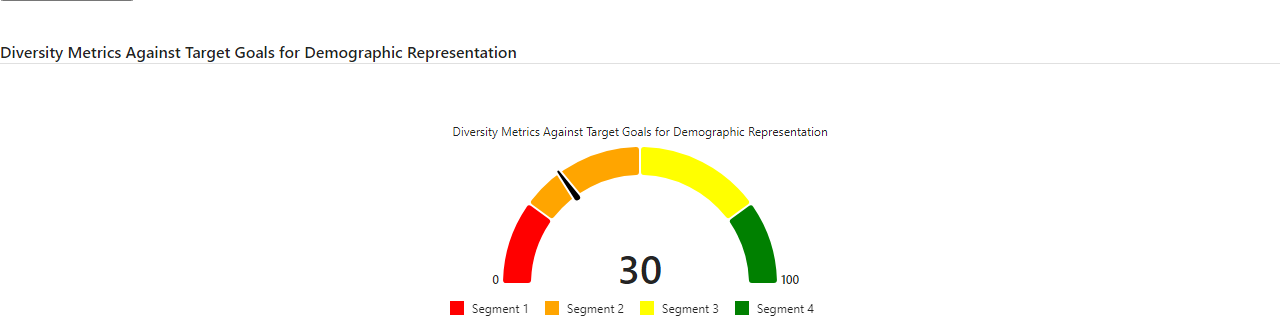 Diversity Metrics Against Target Goals for Demographic Representation
Diversity Metrics Against Target Goals for Demographic Representation
0
30
100
Segment 1
Segment 2
Segment 3
Segment 4